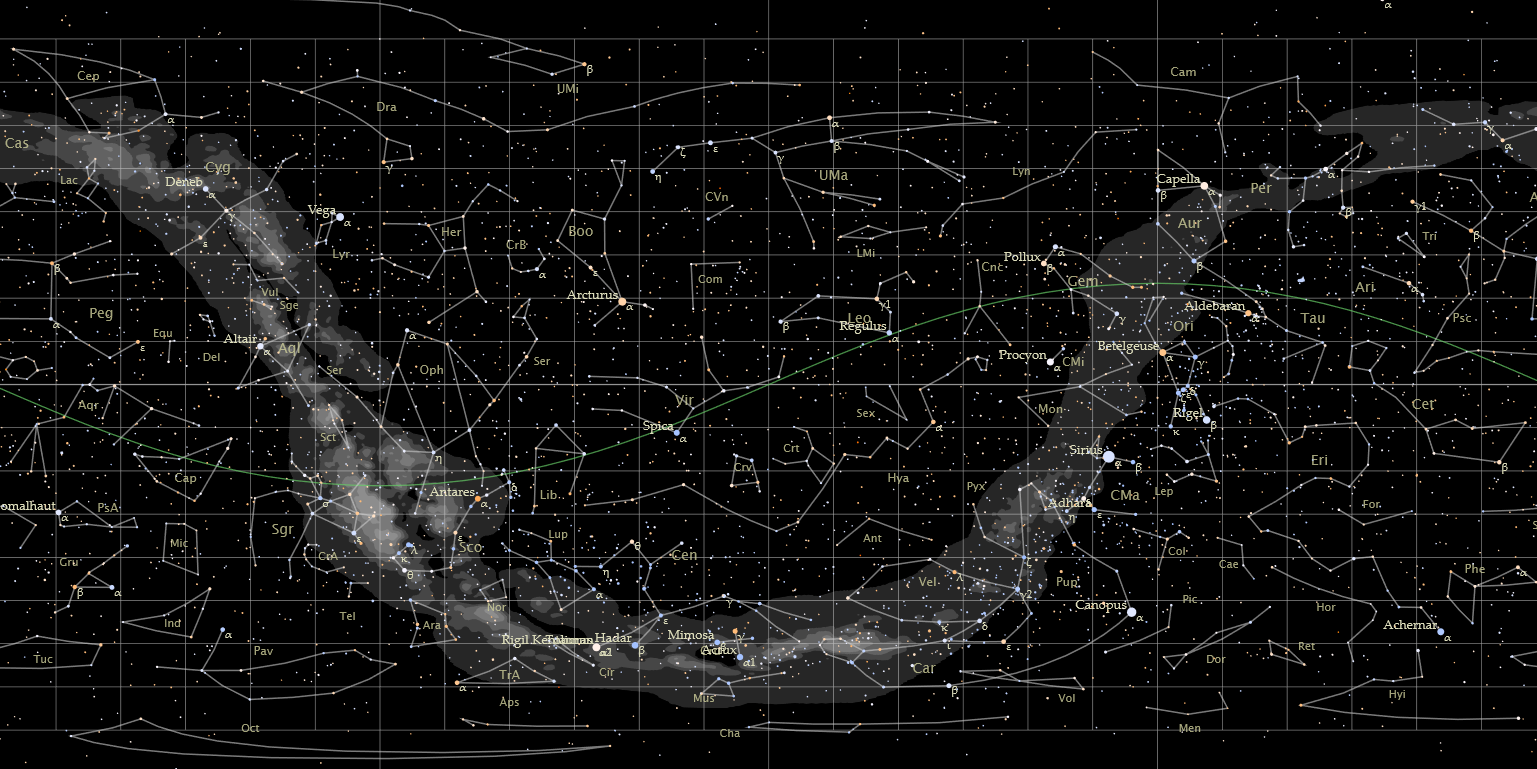 α
Cep
Cam
β
UMi
Dra
α
α
α
χ
α
Cas
β
ζ
ε
γ
γ
Cyg
Lac
Deneb
α
η
UMa
Lyn
Capella
α
Per
α
CVn
β
γ1
β
Vega
α
Aur
ε
Her
Boo
CrB
Tri
β
Lyr
LMi
Pollux
α
β
Cnc
β
β
α
ε
Com
Gem
Ari
α
Vul
Sge
Arcturus
α
γ1
Aldebaran
α
Peg
Leo
Regulus
α
β
γ
Ori
Tau
Psc
α
Equ
ε
Altair
α
Aql
Del
α
Ser
Oph
Ser
Procyon
α
CMi
Betelgeuse
α
γ
Aqr
Vir
Sex
Mon
Rigel
β
κ
Cet
Spica
α
α
Sct
Crt
Sirius
α
β
Eri
β
η
Crv
Hya
Cap
Pyx
CMa
Lep
Antares
α
δ
Lib
Adhara
ε
η
For
omalhaut
α
PsA
σ
Sgr
Mic
ε
Lup
Ant
CrA
ε
λ
κ
θ
Sco
θ
Cen
Col
Cae
Gru
β
α
η
α
γ
Vel
λ
ζ
γ2
Pup
Phe
α
Pic
Hor
Nor
Canopus
α
Tel
Ind
α
Ara
ε
κ
δ
Achernar
α
Rigil Kentaurus
α1
Hadar
β
Mimosa
β
γ
Acrux
α1
ι
ε
Tuc
Pav
Cir
Car
Dor
Ret
TrA
α
Aps
Mus
β
Vol
Hyi
Oct
Cha
Men